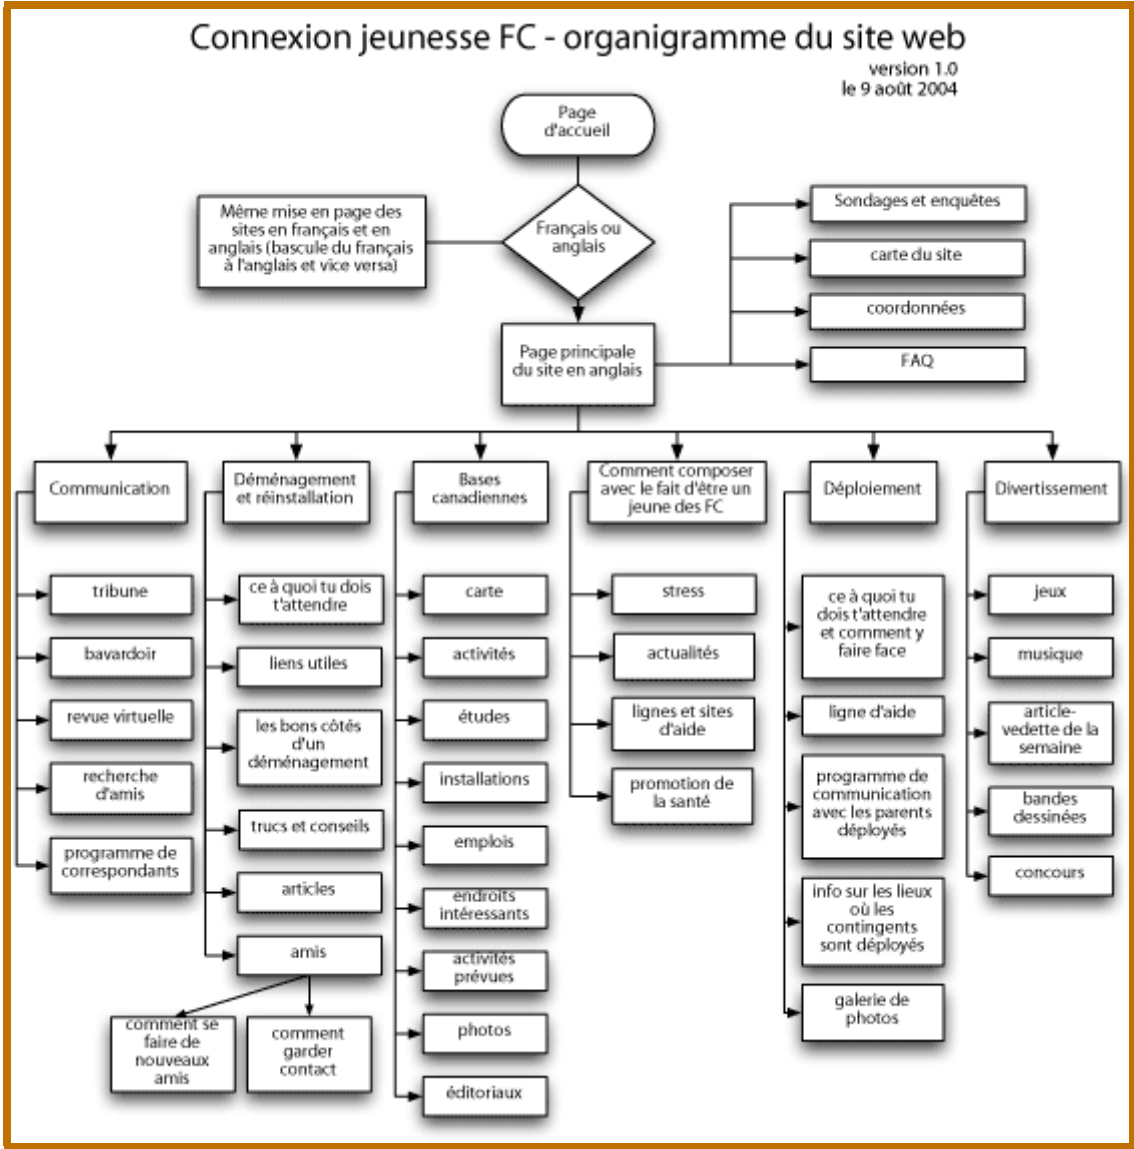 Connexion jeunesse FC - organigramme du site web
version 1.0
le 9 août 2004
Page
d'accueil
Même mise en page des
sites en français et en
anglais (bascule du français
à l'anglais et vice versa)
Français ou
anglais
Sondages et enquêtes
carte du site
coordonnées
FAQ
Page principale
du site en anglais
Communication
tribune
bavardoir
revue virtuelle
recherche
d'amis
programme de
correspondants
Déménagement
et réinstallation
ce à quoi tu dois
t'attendre
liens utiles
les bons côtés
d'un
déménagement
trucs et conseils
articles
amis
comment se
faire de
nouveaux
amis
comment
garder
contact
Bases
canadiennes
carte
activités
études
installations
emplois
endroits
intéressants
activités
prévues
photos
éditoriaux
Comment composer
avec le fait d'être un
jeune des FC
stress
actualités
lignes et sites
d'aide
promotion de
la santé
Déploiement
ce à quoi tu
dois t'attendre
et comment y
faire face
ligne d'aide
programme de
communication
avec les parents
déployés
info sur les lieux
où les
contingents
sont déployés
galerie de
photos
Divertissement
jeux
musique
article-
vedette de la
semaine
bandes
dessinées
concours